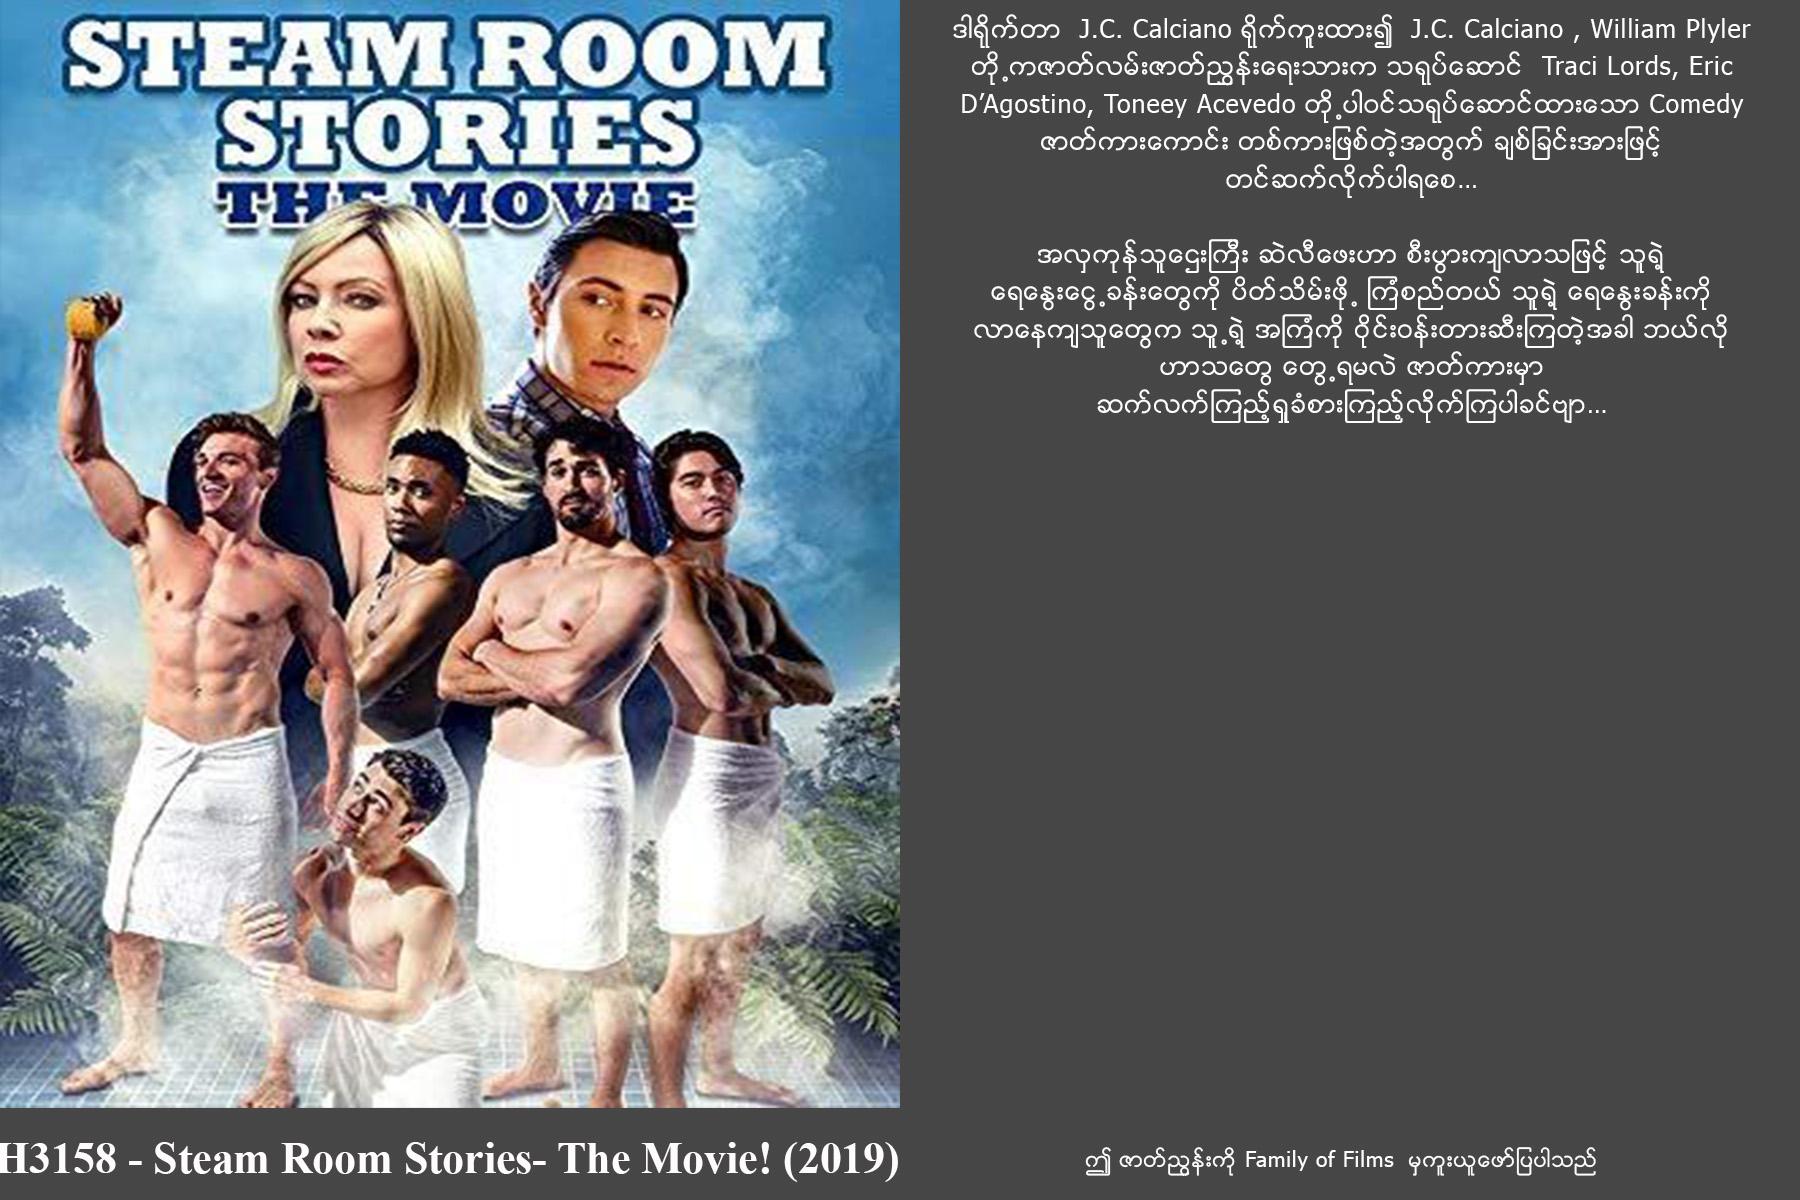 STEAM ROOM
STORIES
THE MOVIE
H3158 - Steam Room Stories- The Movie! (2019)
ဒါရိုက်တာ J.C. Calciano ရိုက်ကူးထား၍ J.C. Calciano , William Plyler
တို့ကဇာတ်လမ်းဇာတ်ညွှန်းရေးသားက သရုပ်ဆောင် Traci Lords, Eric
D’Agostino, Toneey Acevedo တို့ပါဝင်သရုပ်ဆောင်ထားသော Comedy
ဇာတ်ကားကောင်း တစ်ကားဖြစ်တဲ့အတွက် ချစ်ခြင်းအားဖြင့်
တင်ဆက်လိုက်ပါရစေ...
အလှကုန်သူဌေးကြီး ဆဲလီဖေးဟာ စီးပွားကျလာသဖြင့် သူရဲ့
ရေနွေးငွေ့ခန်းတွေကို ပိတ်သိမ်းဖို့ ကြံစည်တယ် သူရဲ့ ရေနွေးခန်းကို
လာနေကျသူတွေက သူ့ရဲ့ အကြံကို ဝိုင်းဝန်းတားဆီးကြတဲ့အခါ ဘယ်လို
ဟာသတွေ တွေ့ရမလဲ ဇာတ်ကားမှာ
ဆက်လက်ကြည့်ရှုခံစားကြည့်လိုက်ကြပါခင်ဗျာ...
ဤ ဇာတ်ညွှန်းကို Family of Films မှကူးယူဖော်ပြပါသည်